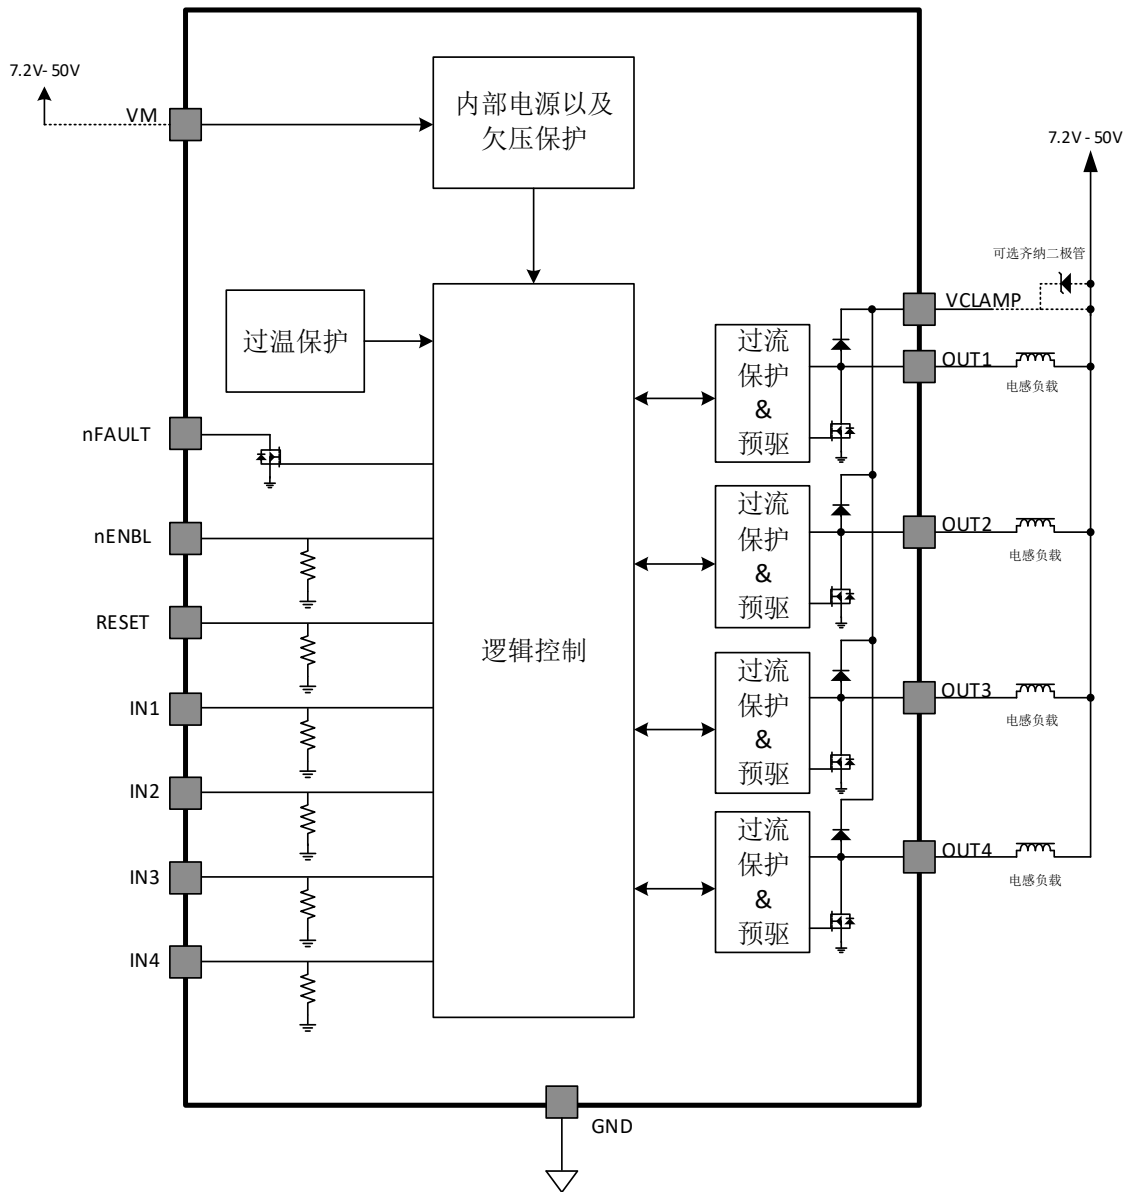 7.2V- 50V
VM
内部电源以及
欠压保护
7.2V - 50V
可选齐纳二极管
VCLAMP
过温保护
过流
保护
&
预驱
OUT1
电感负载
nFAULT
nENBL
过流
保护
&
预驱
OUT2
电感负载
RESET
逻辑控制
IN1
过流
保护
&
预驱
OUT3
电感负载
IN2
IN3
过流
保护
&
预驱
OUT4
电感负载
IN4
GND